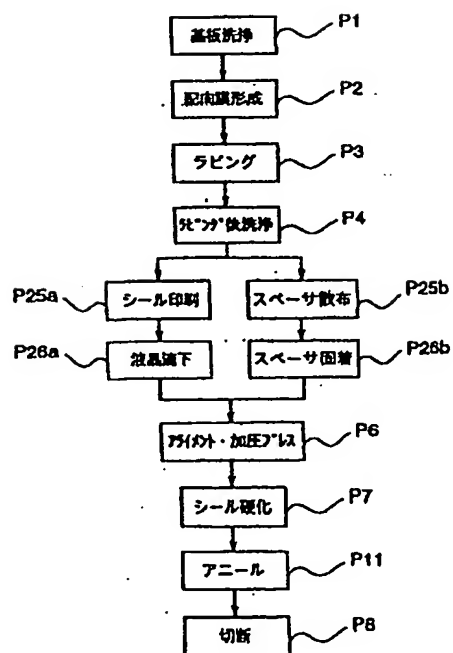 基板洗浄 P1
配向膜形成 P2
ラビング P3
ラビング後洗浄 P4
P25a シール印刷 スペーサ散布 P25b
P26a 液晶滴下 スペーサ固着 P26b
アライメント・加圧プレス P6
シール硬化 P7
アニール P11
切断 P8